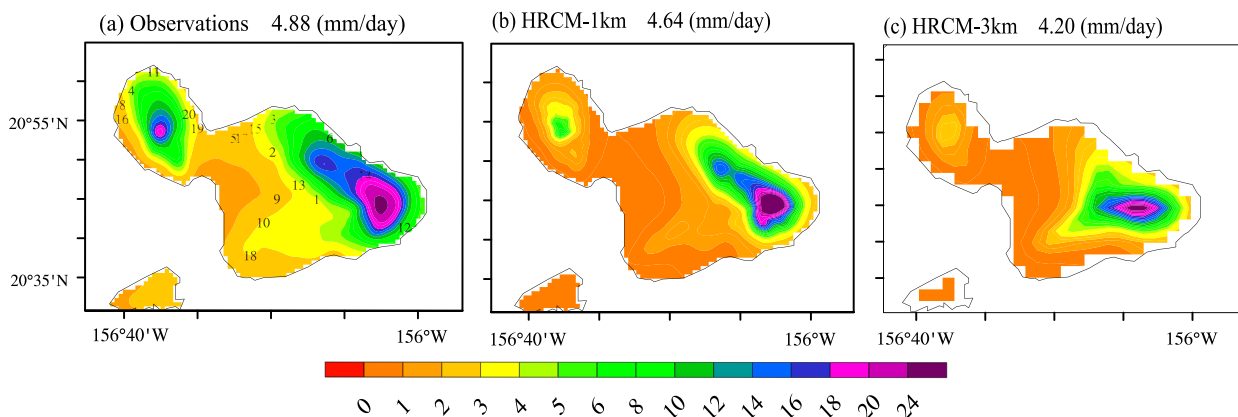 (a) Observations 4.88 (mm/day)
(b) HRCM-1km 4.64 (mm/day)
(c) HRCM-3km 4.20 (mm/day)
11
4
8
16
20
19
3
5
17
15
6
2
13
9
1
10
12
18
20°55'N
20°35'N
156°40'W
156°W
156°40'W
156°W
156°40'W
156°W
0 1 2 3 4 5 6 8 10 12 14 16 18 20 24